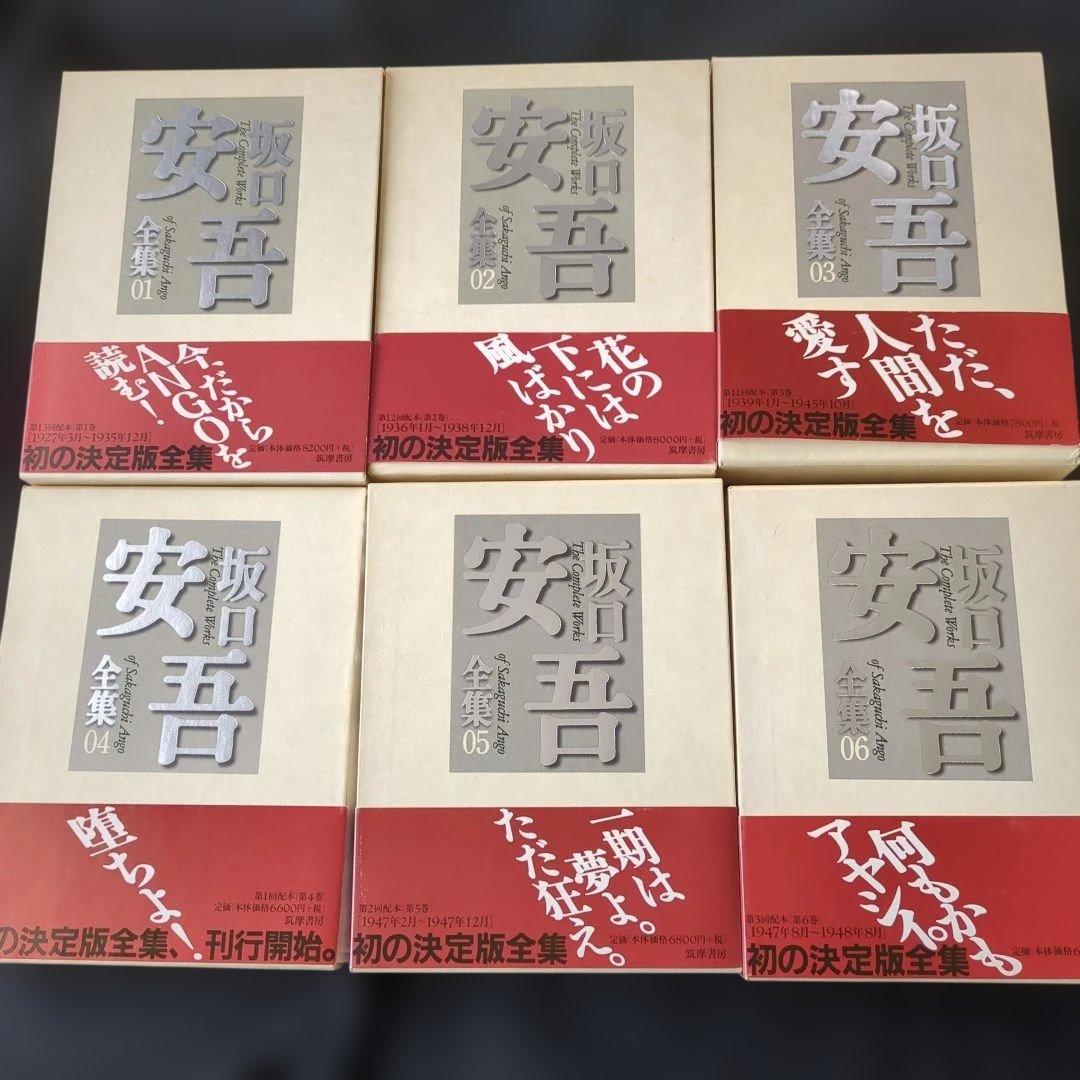 坂口
安吾
The Complete Works
of Sakaguchi Ango
全集
01
今、だから
ANGOを
読む！
第13回配本（第1巻）
［1927年3月～1935年12月］
定価（本体価格8200円+税）
初の決定版全集
筑摩書房
坂口
安吾
The Complete Works
of Sakaguchi Ango
全集
02
花の
下には
風ばかり
第12回配本（第2巻）
［1936年1月～1938年12月］
定価（本体価格8000円+税）
初の決定版全集
筑摩書房
坂口
安吾
The Complete Works
of Sakaguchi Ango
全集
03
ただ、
人間を
愛す
第11回配本（第3巻）
［1939年1月～1945年10月］
定価（本体価格7800円+税）
初の決定版全集
筑摩書房
坂口
安吾
The Complete Works
of Sakaguchi Ango
全集
04
堕ちよ！
第1回配本（第4巻）
定価（本体価格6600円+税）
筑摩書房
の決定版全集、刊行開始。
坂口
安吾
The Complete Works
of Sakaguchi Ango
全集
05
一期は
夢よ。
ただ狂え。
第2回配本（第5巻）
［1947年2月～1947年12月］
定価（本体価格6800円+税）
初の決定版全集
筑摩書房
坂口
安吾
The Complete Works
of Sakaguchi Ango
全集
06
何もかも
アヤシイ。
第3回配本（第6巻）
［1947年8月～1948年8月］
定価（本体価格6
初の決定版全集